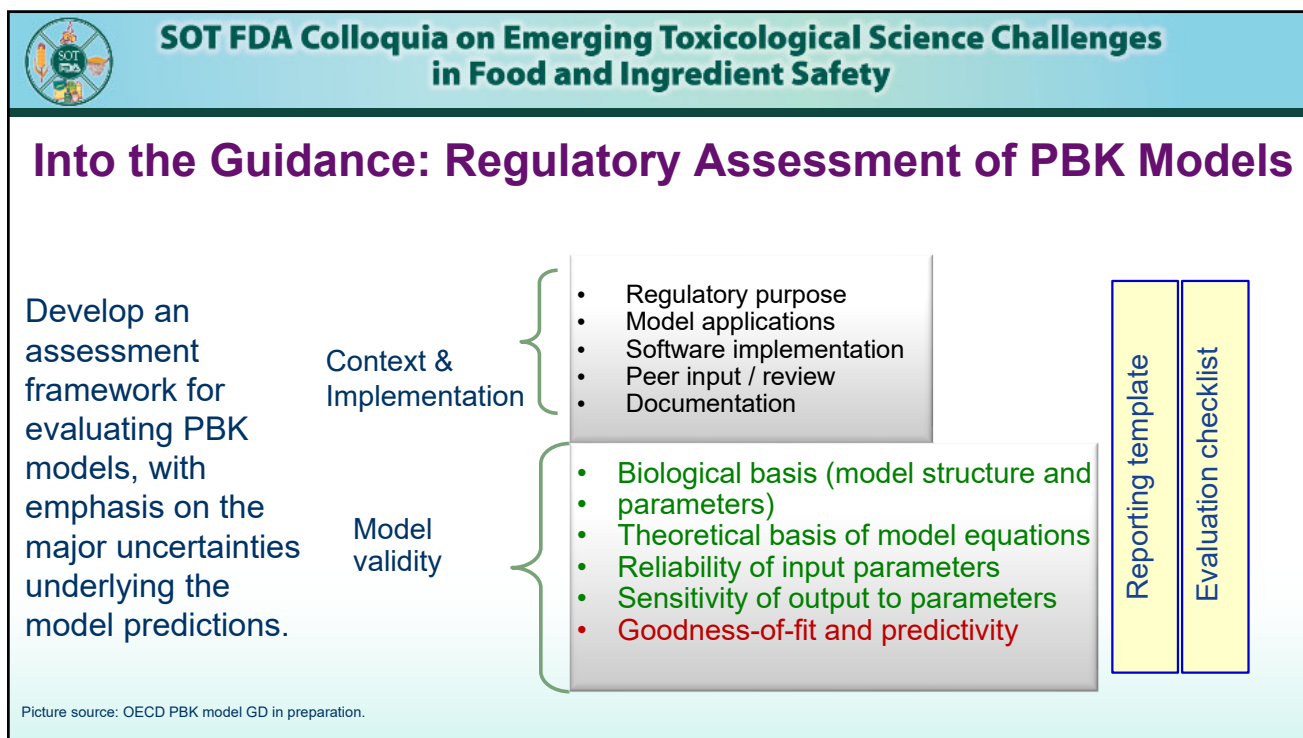 SOT FDA Colloquia on Emerging Toxicological Science Challenges
in Food and Ingredient Safety
SOT
FDA
Into the Guidance: Regulatory Assessment of PBK Models
Develop an
assessment
framework for
evaluating PBK
models, with
emphasis on the
major uncertainties
underlying the
model predictions.
Context &
Implementation
• Regulatory purpose
• Model applications
• Software implementation
• Peer input / review
• Documentation
Model
validity
• Biological basis (model structure and
• parameters)
• Theoretical basis of model equations
• Reliability of input parameters
• Sensitivity of output to parameters
• Goodness-of-fit and predictivity
Reporting template
Evaluation checklist
Picture source: OECD PBK model GD in preparation.